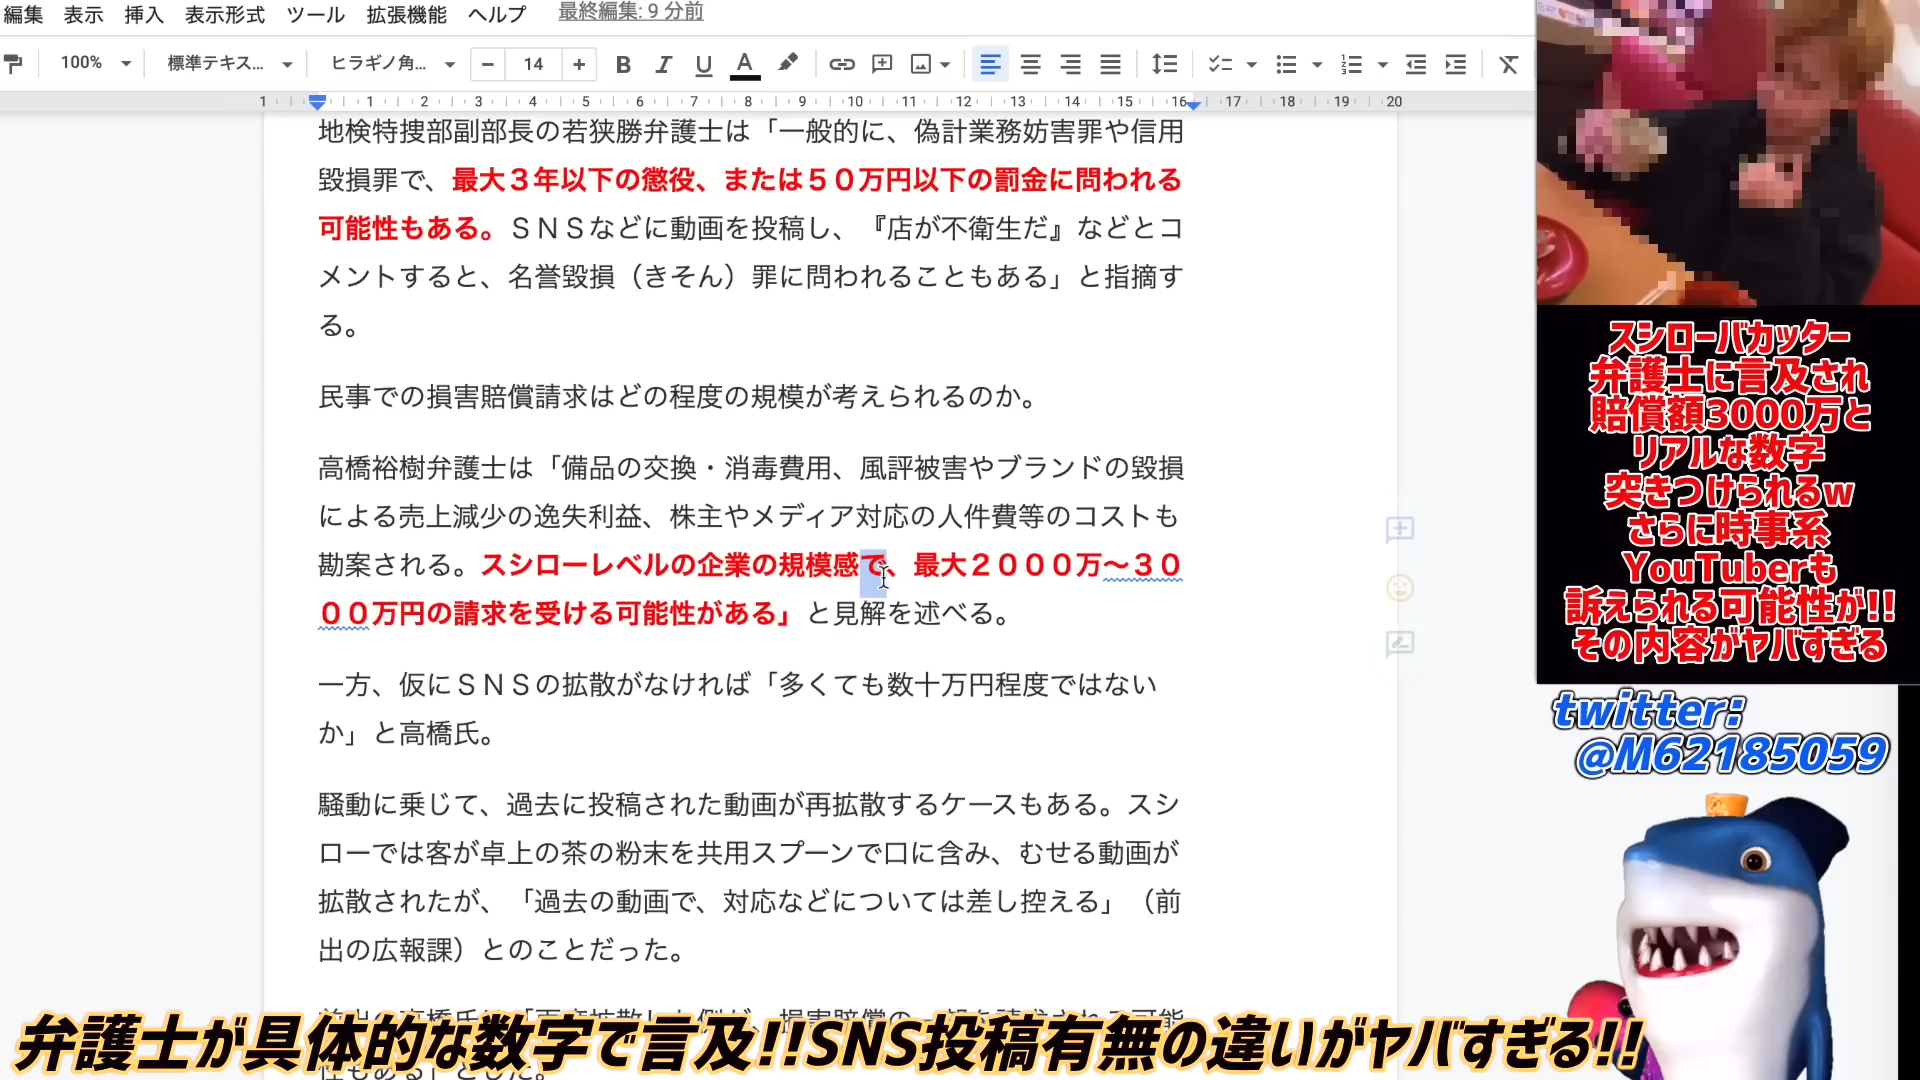 編集 表示 挿入 表示形式 ツール 拡張機能 ヘルプ 最終編集: 9 分前
100% 標準テキス... ヒラギノ角... − 14 + B I U A
1 1 2 3 4 5 6 7 8 9 10 11 12 13 14 15 16 17 18 19 20
地検特捜部副部長の若狭勝弁護士は「一般的に、偽計業務妨害罪や信用
毀損罪で、最大３年以下の懲役、または５０万円以下の罰金に問われる
可能性もある。ＳＮＳなどに動画を投稿し、『店が不衛生だ』などとコ
メントすると、名誉毀損（きそん）罪に問われることもある」と指摘す
る。
民事での損害賠償請求はどの程度の規模が考えられるのか。
高橋裕樹弁護士は「備品の交換・消毒費用、風評被害やブランドの毀損
による売上減少の逸失利益、株主やメディア対応の人件費等のコストも
勘案される。スシローレベルの企業の規模感で、最大２０００万～３０
００万円の請求を受ける可能性がある」と見解を述べる。
一方、仮にＳＮＳの拡散がなければ「多くても数十万円程度ではない
か」と高橋氏。
騒動に乗じて、過去に投稿された動画が再拡散するケースもある。スシ
ローでは客が卓上の茶の粉末を共用スプーンで口に含み、むせる動画が
拡散されたが、「過去の動画で、対応などについては差し控える」（前
出の広報課）とのことだった。
スシローバカッター
弁護士に言及され
賠償額3000万と
リアルな数字
突きつけられるw
さらに時事系
YouTuberも
訴えられる可能性が!!
その内容がヤバすぎる
twitter:
@M62185059
弁護士が具体的な数字で言及!!SNS投稿有無の違いがヤバすぎる!!